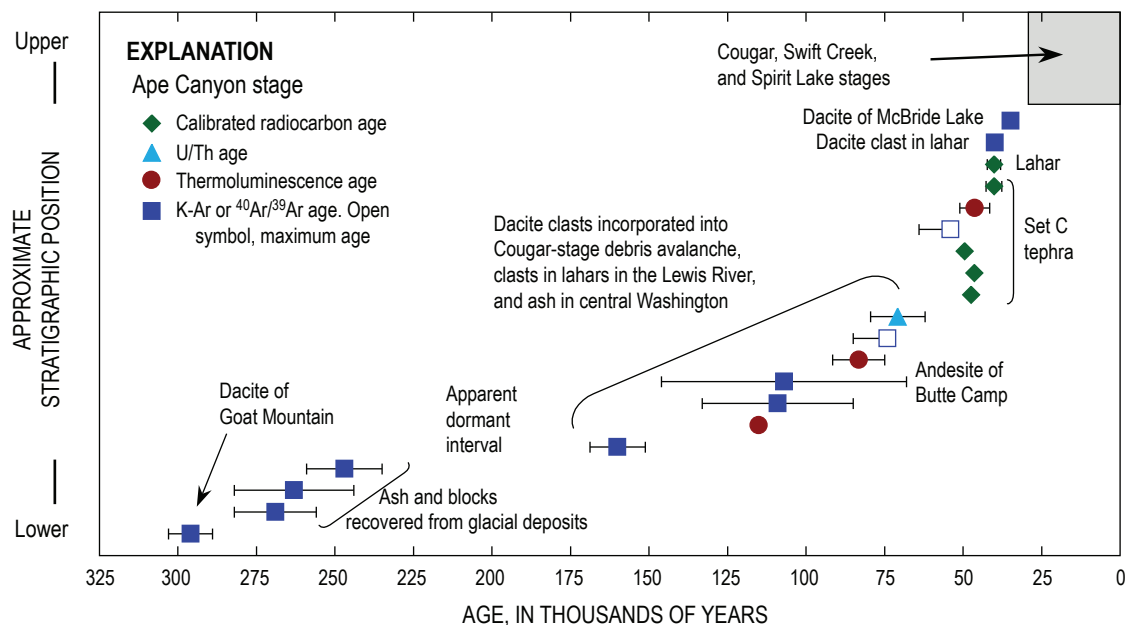 Upper
EXPLANATION
Ape Canyon stage
Calibrated radiocarbon age
U/Th age
Thermoluminescence age
K-Ar or ⁴⁰Ar/³⁹Ar age. Open
symbol, maximum age
Cougar, Swift Creek,
and Spirit Lake stages
Dacite of McBride Lake
Dacite clast in lahar
Lahar
Set C
tephra
Dacite clasts incorporated into
Cougar-stage debris avalanche,
clasts in lahars in the Lewis River,
and ash in central Washington
Andesite of
Butte Camp
Apparent
dormant
interval
Dacite of
Goat Mountain
Ash and blocks
recovered from glacial deposits
APPROXIMATE
STRATIGRAPHIC POSITION
Lower
325 300 275 250 225 200 175 150 125 100 75 50 25 0
AGE, IN THOUSANDS OF YEARS